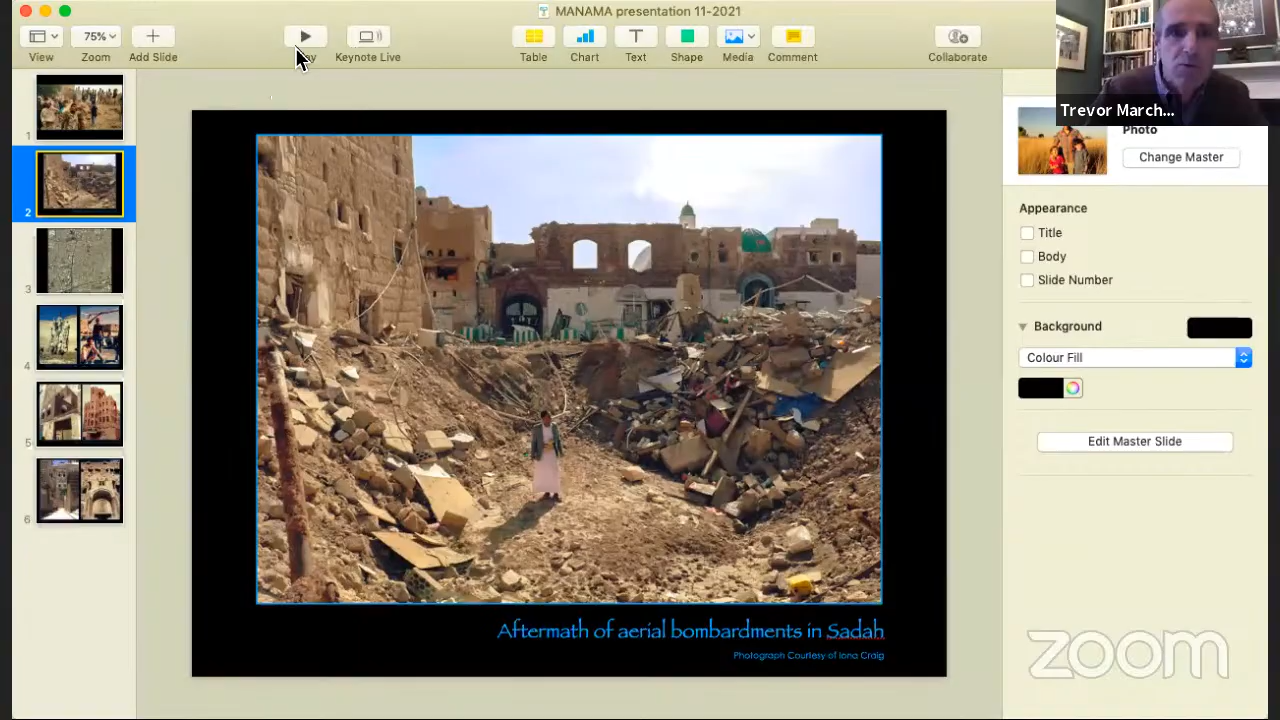 MANAMA presentation 11-2021
75%
View
Zoom
Add Slide
Keynote Live
Table
Chart
Text
Shape
Media
Comment
Collaborate
Trevor March...
1
2
3
4
5
6
Photo
Change Master
Appearance
Title
Body
Slide Number
Background
Colour Fill
Edit Master Slide
Aftermath of aerial bombardments in Sadah
Photograph Courtesy of Iona Craig
zoom